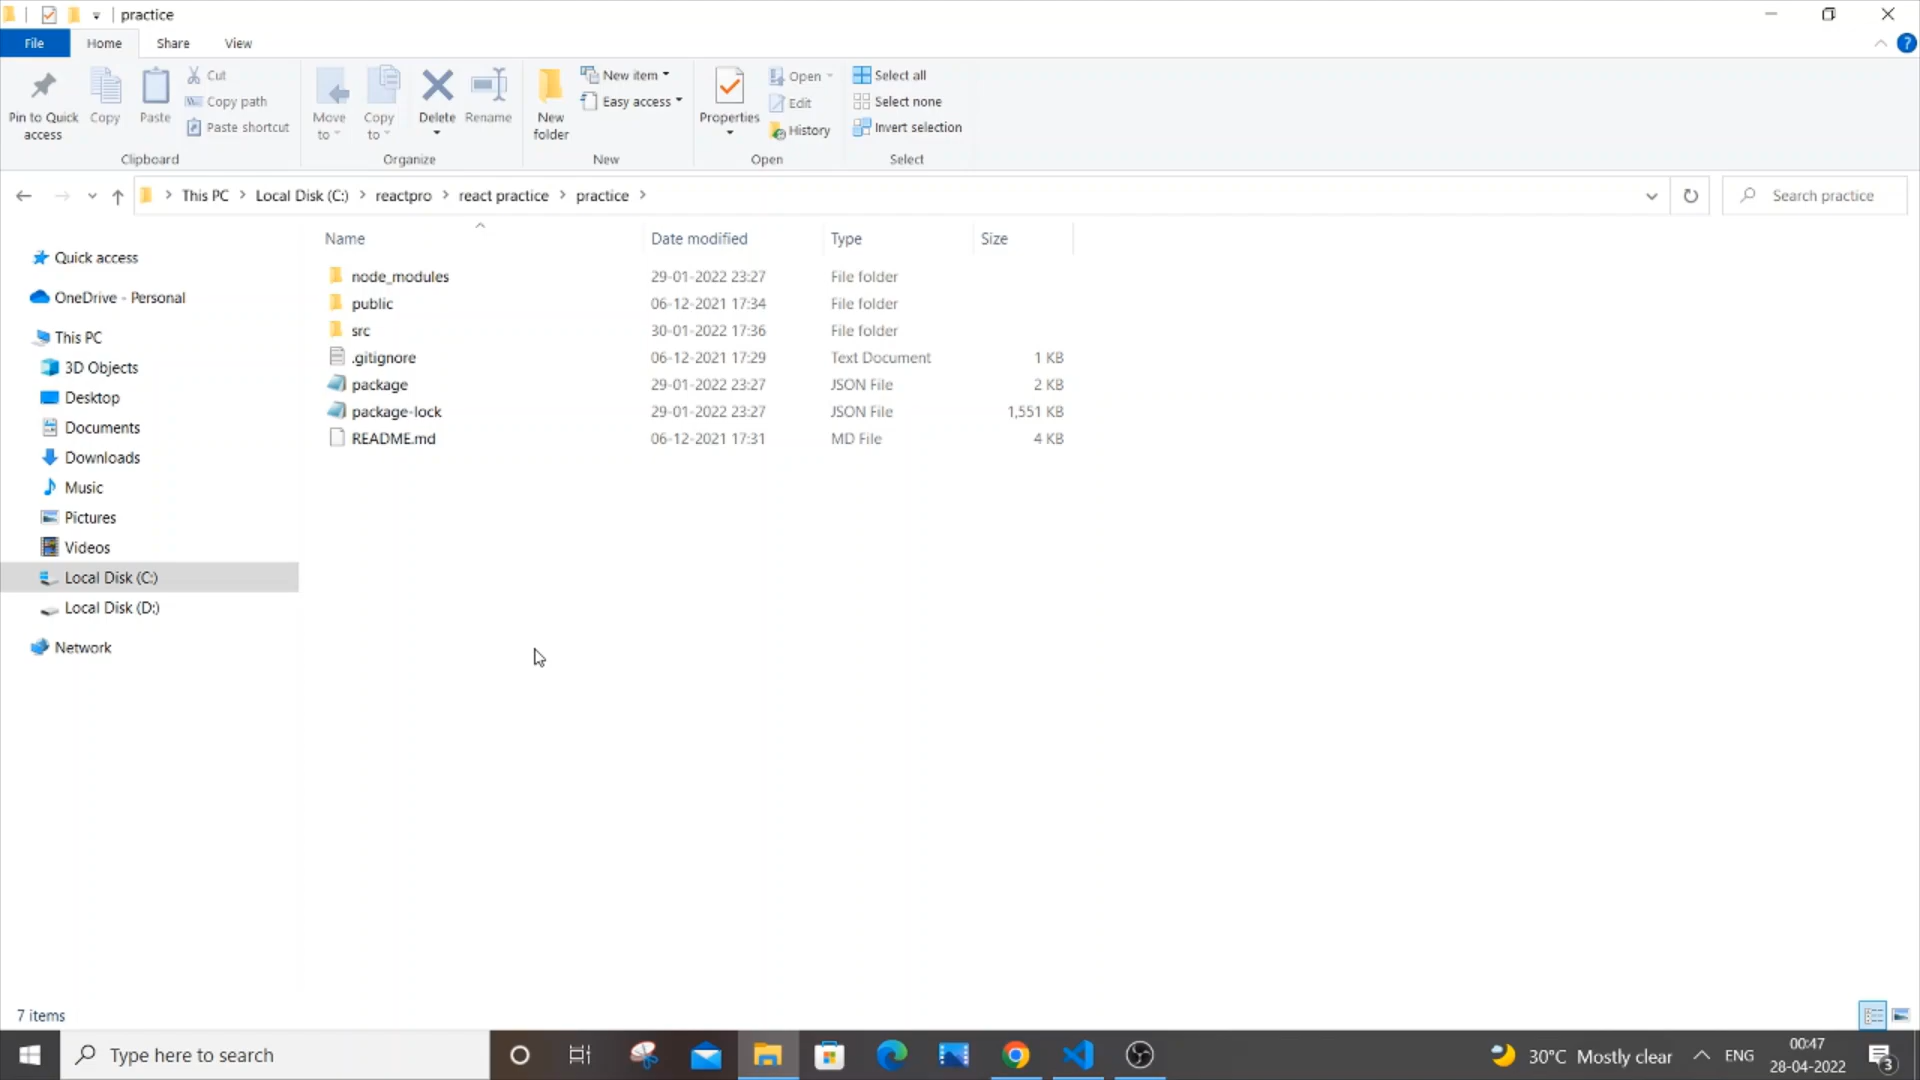 practice
File Home Share View
Pin to Quick access
Copy
Paste
Cut
Copy path
Paste shortcut
Clipboard
Move to
Copy to
Delete
Rename
Organize
New folder
New item
Easy access
New
Properties
Open
Edit
History
Open
Select all
Select none
Invert selection
Select
This PC > Local Disk (C:) > reactpro > react practice > practice >
Search practice
Quick access
OneDrive - Personal
This PC
3D Objects
Desktop
Documents
Downloads
Music
Pictures
Videos
Local Disk (C:)
Local Disk (D:)
Network
Name Date modified Type Size
node_modules 29-01-2022 23:27 File folder
public 06-12-2021 17:34 File folder
src 30-01-2022 17:36 File folder
.gitignore 06-12-2021 17:29 Text Document 1 KB
package 29-01-2022 23:27 JSON File 2 KB
package-lock 29-01-2022 23:27 JSON File 1,551 KB
README.md 06-12-2021 17:31 MD File 4 KB
7 items
Type here to search
30°C Mostly clear
ENG
00:47
28-04-2022
3